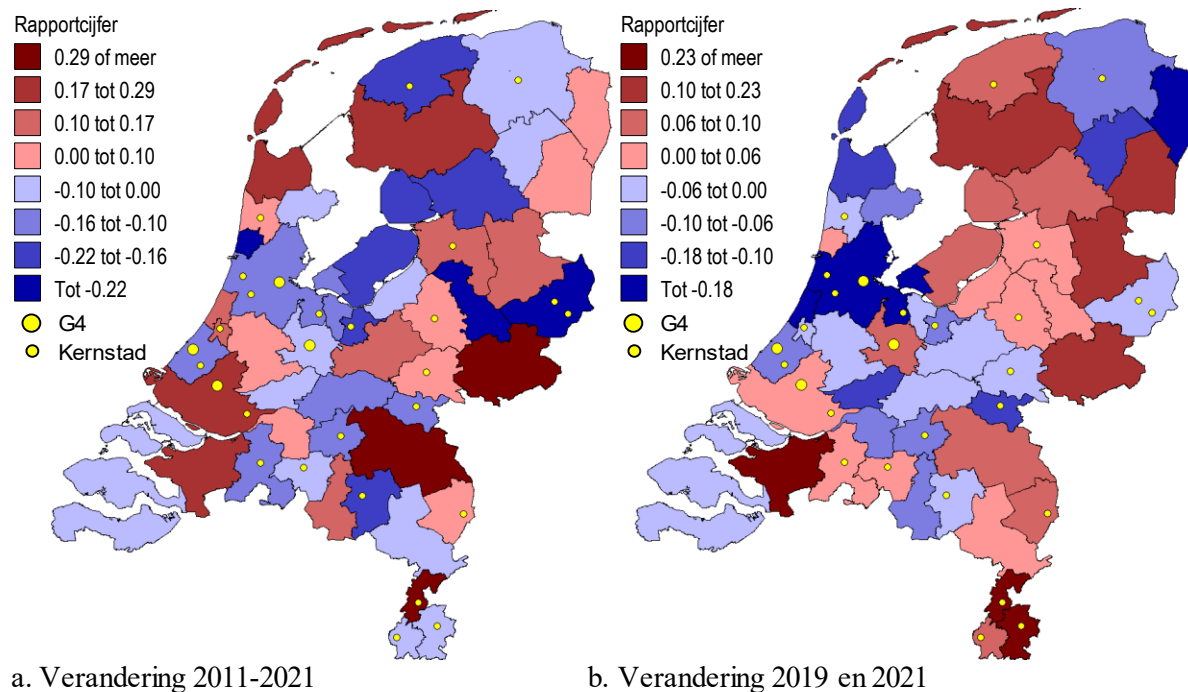 Rapportcijfer
0.29 of meer
0.17 tot 0.29
0.10 tot 0.17
0.00 tot 0.10
-0.10 tot 0.00
-0.16 tot -0.10
-0.22 tot -0.16
Tot -0.22
G4
Kernstad
a. Verandering 2011-2021
Rapportcijfer
0.23 of meer
0.10 tot 0.23
0.06 tot 0.10
0.00 tot 0.06
-0.06 tot 0.00
-0.10 tot -0.06
-0.18 tot -0.10
Tot -0.18
G4
Kernstad
b. Verandering 2019 en 2021